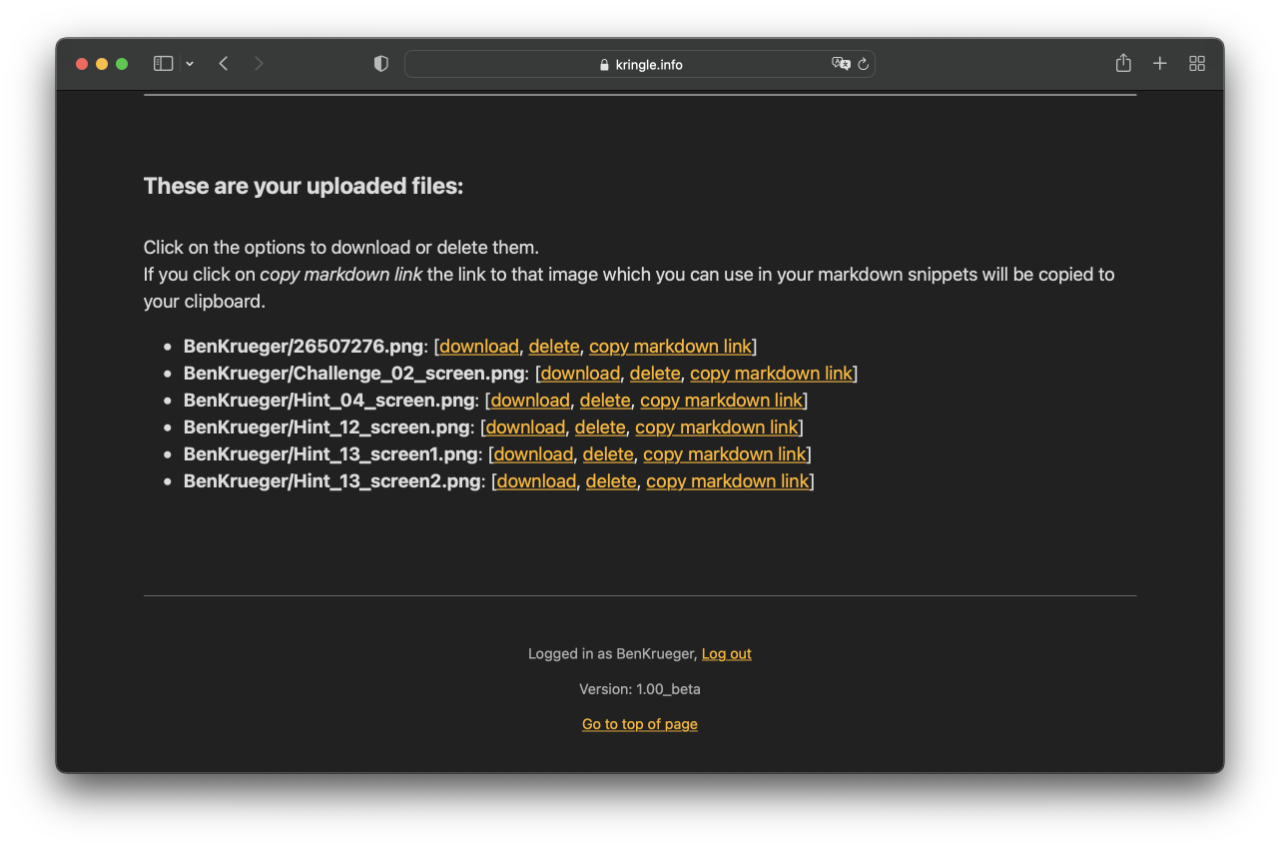 kringle.info
These are your uploaded files:
Click on the options to download or delete them.
If you click on copy markdown link the link to that image which you can use in your markdown snippets will be copied to
your clipboard.
• BenKrueger/26507276.png: [download, delete, copy markdown link]
• BenKrueger/Challenge_02_screen.png: [download, delete, copy markdown link]
• BenKrueger/Hint_04_screen.png: [download, delete, copy markdown link]
• BenKrueger/Hint_12_screen.png: [download, delete, copy markdown link]
• BenKrueger/Hint_13_screen1.png: [download, delete, copy markdown link]
• BenKrueger/Hint_13_screen2.png: [download, delete, copy markdown link]
Logged in as BenKrueger, Log out
Version: 1.00_beta
Go to top of page